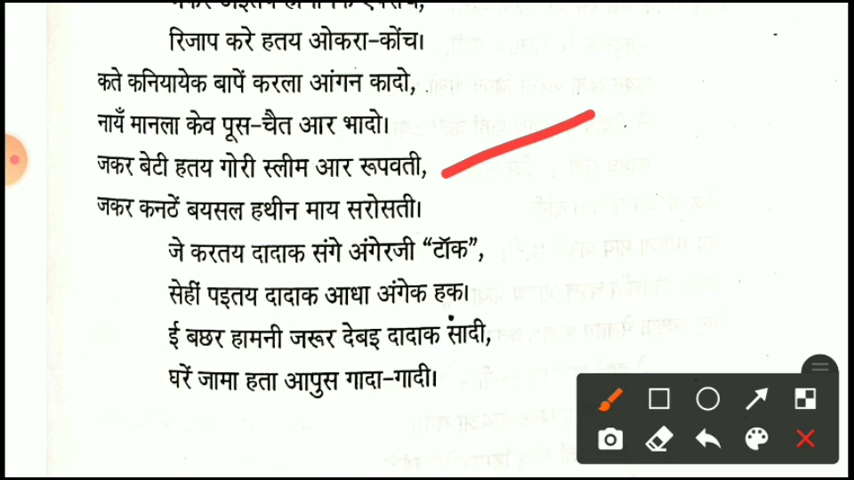 रिजाप करे हतय ओकरा-कोंच।
कते कनियायेक बापें करला आंगन कादो,
नायँ मानला केव पूस-चैत आर भादो।
जकर बेटी हतय गोरी स्लीम आर रूपवती,
जकर कनठें बयसल हथीन माय सरोसती।
जे करतय दादाक संगे अंगेरजी “टॉक”,
सेहीं पइतय दादाक आधा अंगेक हक।
ई बछर हामनी जरूर देबइ दादाक सादी,
घरें जामा हता आपुस गादा-गादी।